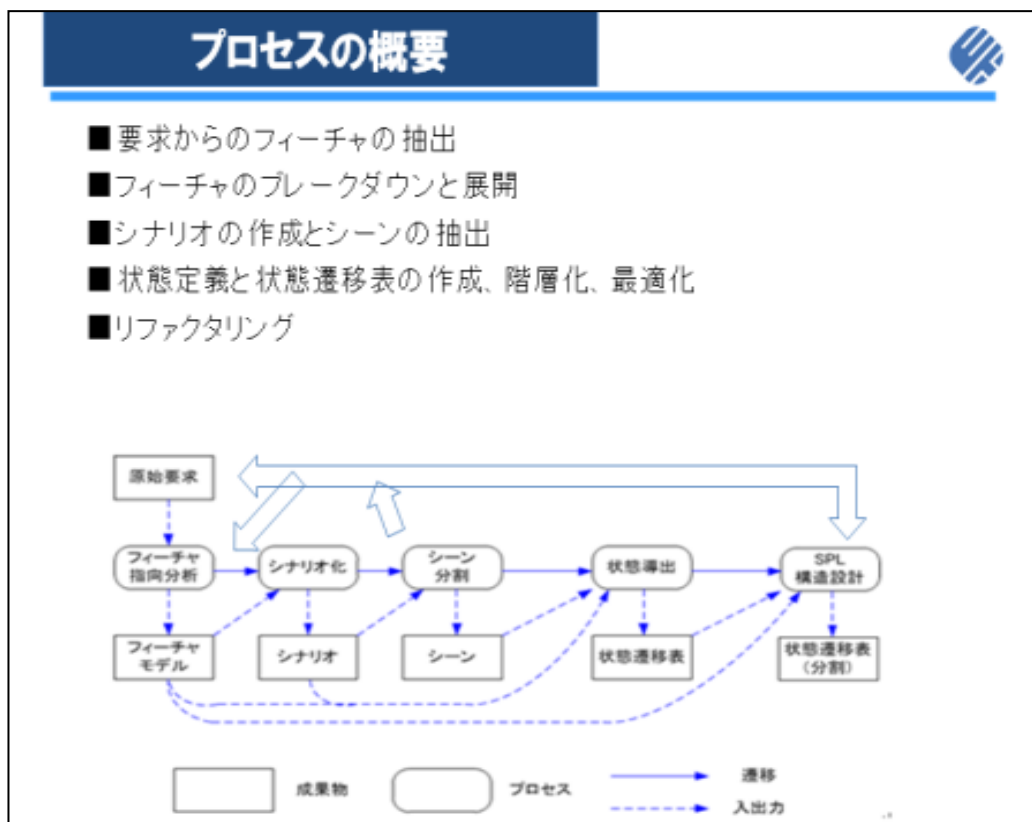 プロセスの概要
■要求からのフィーチャの抽出
■フィーチャのブレークダウンと展開
■シナリオの作成とシーンの抽出
■状態定義と状態遷移表の作成、階層化、最適化
■リファクタリング
原始要求
フィーチャ
指向分析
シナリオ化
シーン
分割
状態導出
SPL
構造設計
フィーチャ
モデル
シナリオ
シーン
状態遷移表
状態遷移表
（分割）
成果物
プロセス
遷移
入出力